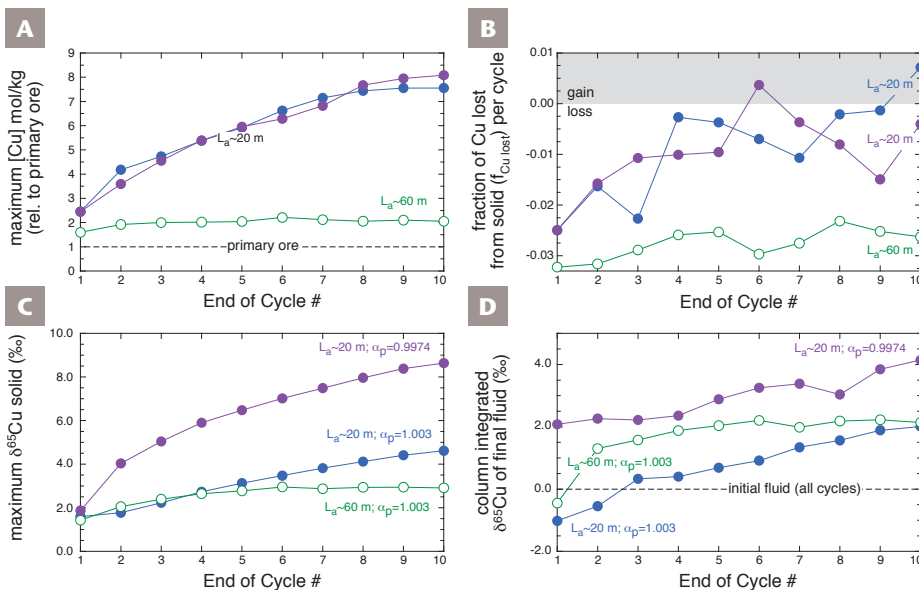 A
maximum [Cu] mol/kg
(rel. to primary ore)
9
8
7
6
5
4
3
2
1
0
Lₐ~20 m
Lₐ~60 m
primary ore
1 2 3 4 5 6 7 8 9 10
End of Cycle #
B
fraction of Cu lost
from solid (f Cu lost) per cycle
0.01
0.00
-0.01
-0.01
-0.02
-0.03
gain
loss
Lₐ~20 m
Lₐ~20 m
Lₐ~60 m
1 2 3 4 5 6 7 8 9 10
End of Cycle #
C
maximum δ⁶⁵Cu solid (‰)
10.0
8.0
6.0
4.0
2.0
0.0
Lₐ~20 m; αₚ=0.9974
Lₐ~20 m; αₚ=1.003
Lₐ~60 m; αₚ=1.003
1 2 3 4 5 6 7 8 9 10
End of Cycle #
D
column integrated
δ⁶⁵Cu of final fluid (‰)
4.0
2.0
0.0
-2.0
Lₐ~20 m; αₚ=0.9974
Lₐ~60 m; αₚ=1.003
initial fluid (all cycles)
Lₐ~20 m; αₚ=1.003
1 2 3 4 5 6 7 8 9 10
End of Cycle #